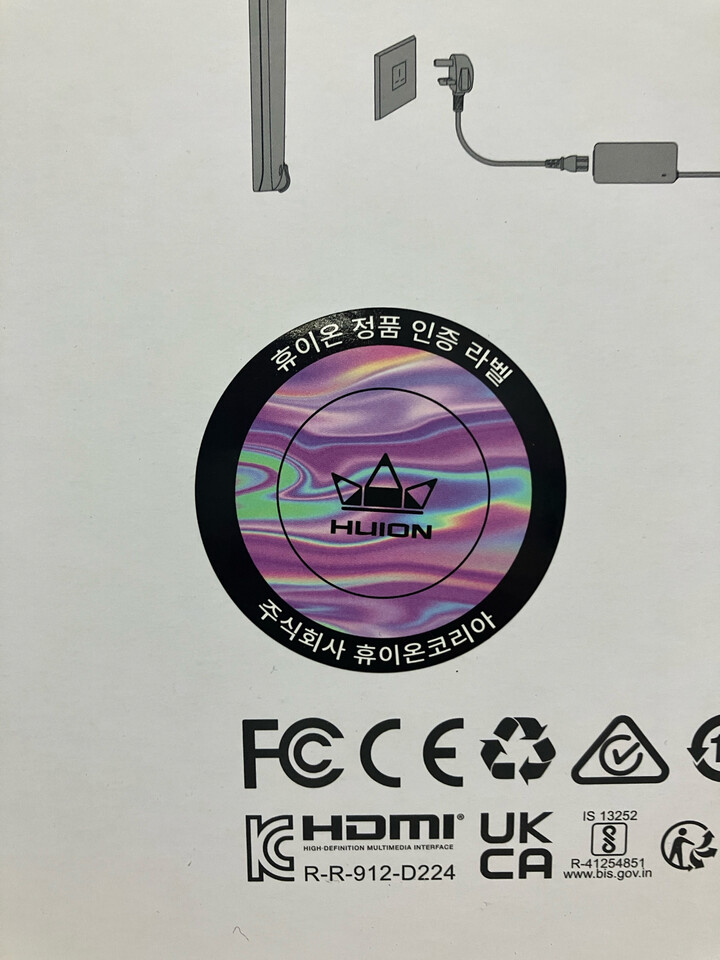 휴이온 정품 인증 라벨
HUION
주식회사 휴이온코리아
FC CE
1
KC HDMI® UK
HIGH-DEFINITION MULTIMEDIA INTERFACE
R-R-912-D224 CA
IS 13252
R-41254851
www.bis.gov.in